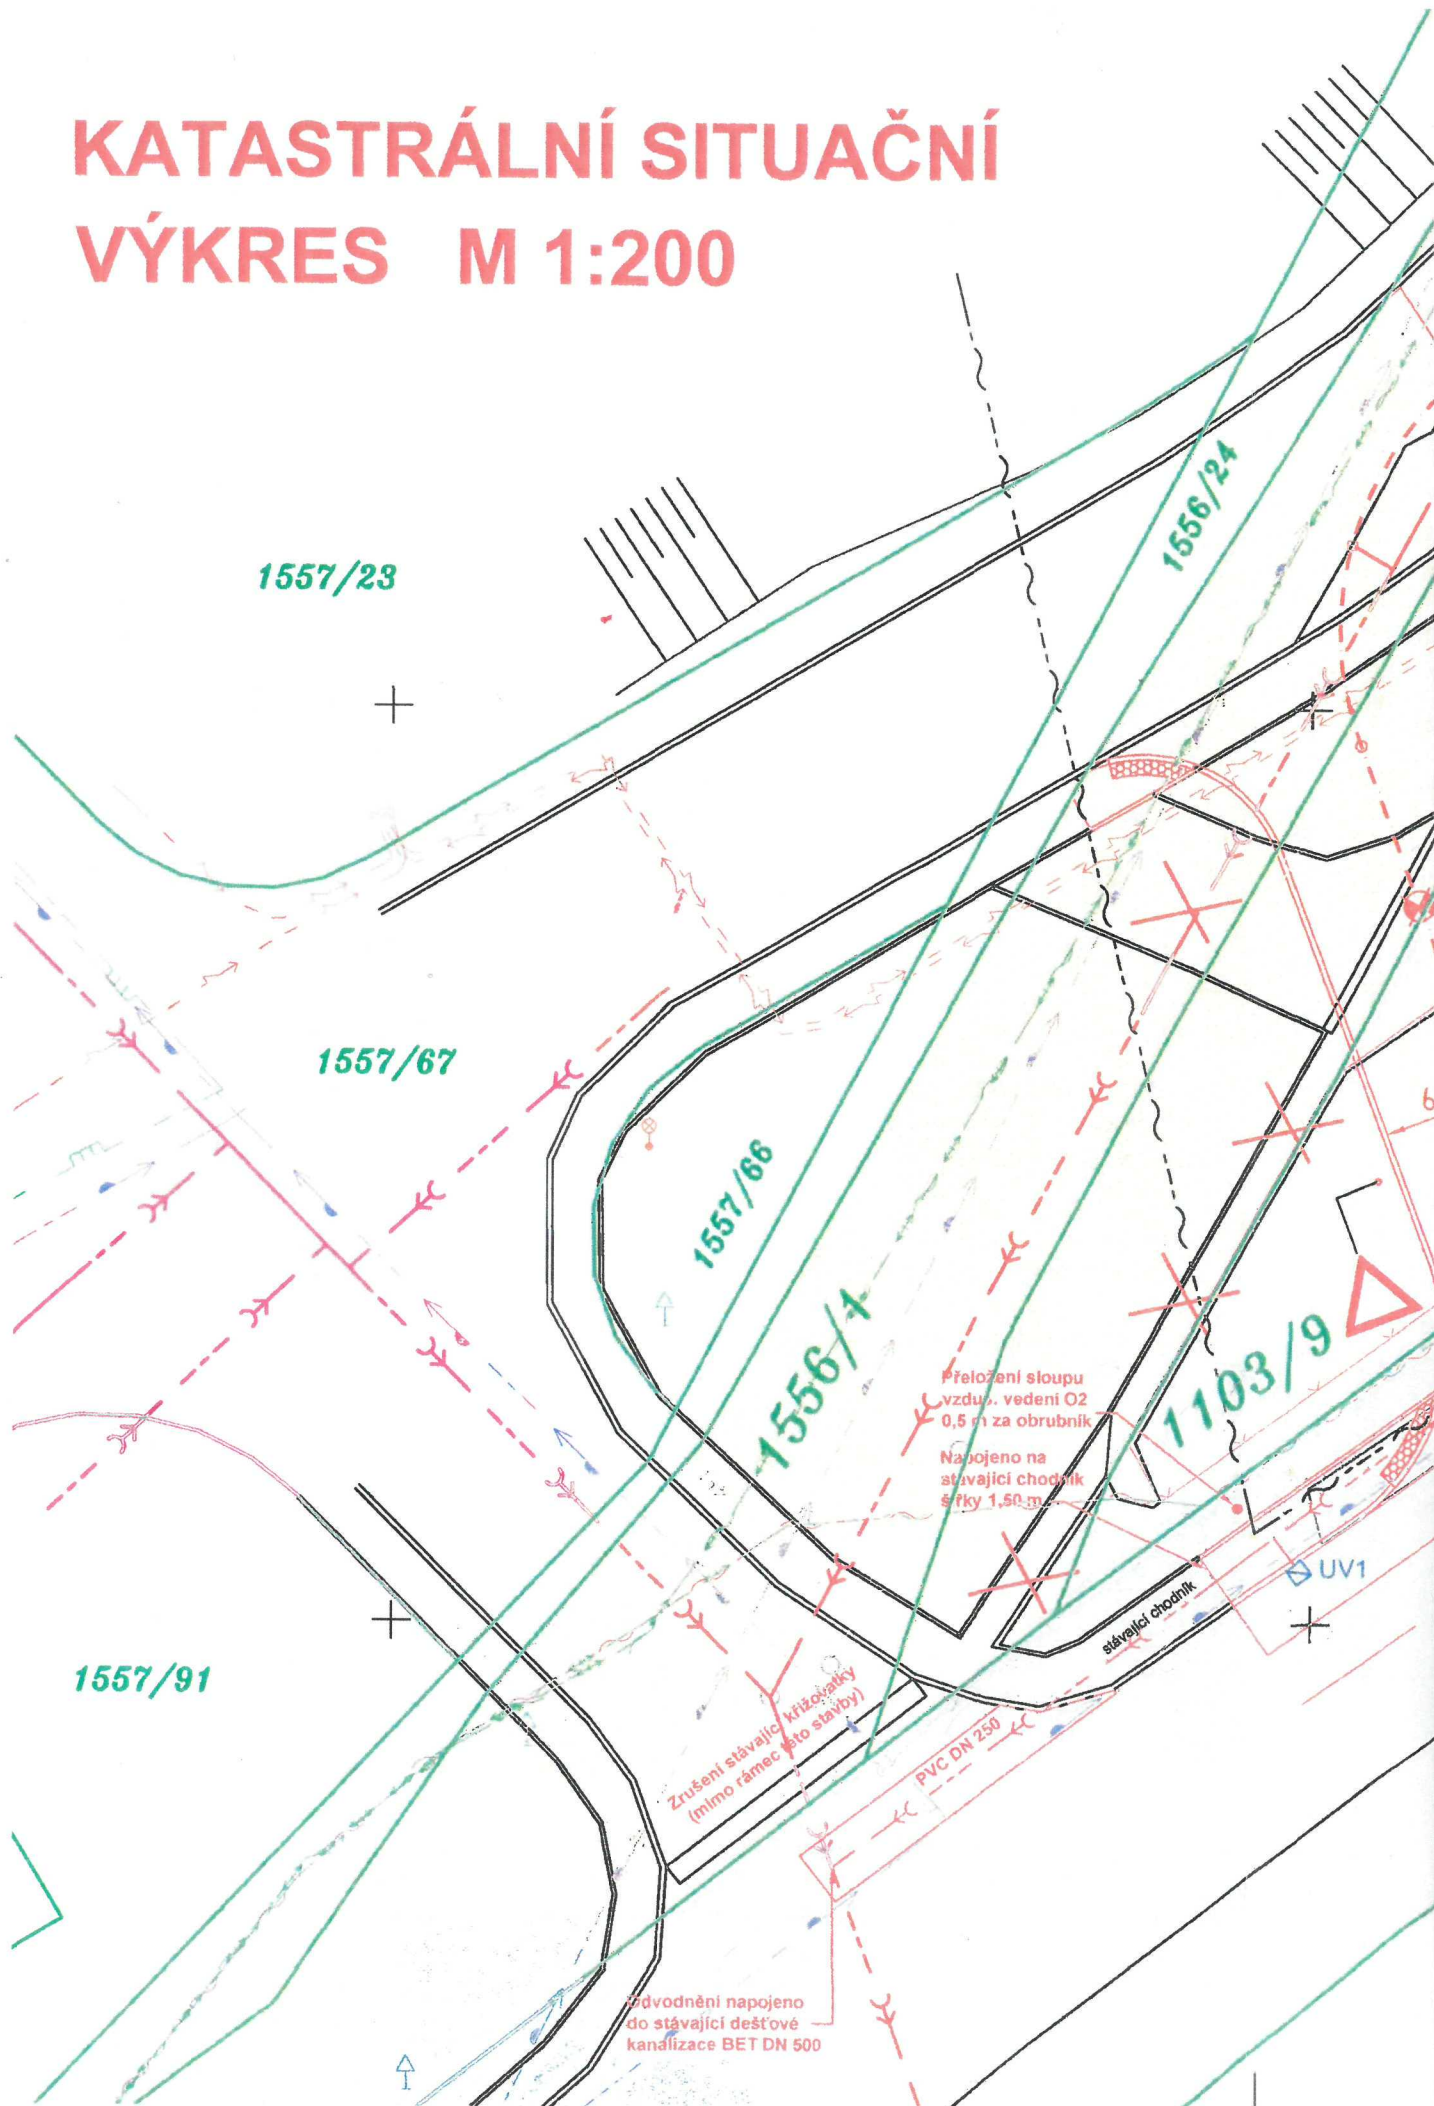 KATASTRÁLNÍ SITUAČNÍ
VÝKRES M 1:200
1556/24
1557/23
1557/67
6
1557/66
1556/1
1103/9
Přeložení sloupu
vzduš. vedení O2
0,5 m za obrubník
Napojeno na
stávající chodník
šířky 1,50 m
UV1
stávající chodník
1557/91
Zrušení stávající křižovatky
(mimo rámec této stavby)
PVC DN 250
Odvodnění napojeno
do stávající dešťové
kanalizace BET DN 500